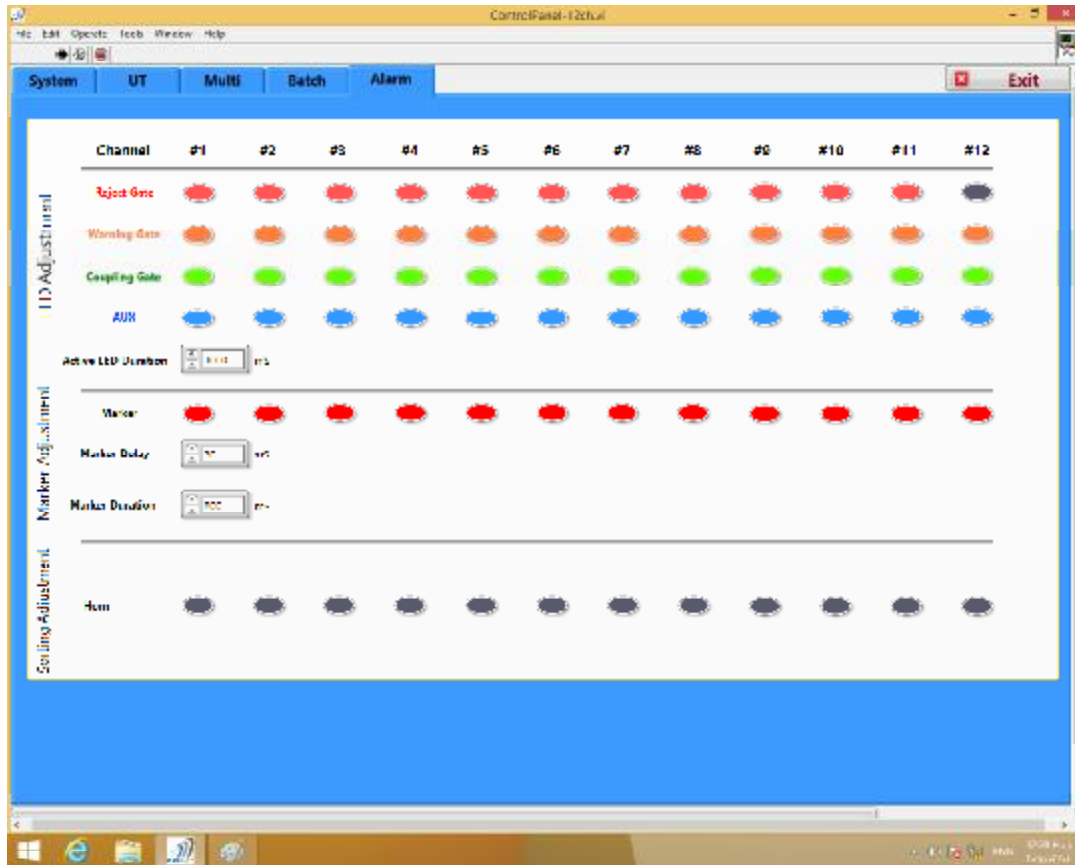 ControlPanel-12ch.vi
File Edit Operate Tools Window Help
System UT Multi Batch Alarm Exit
Channel #1 #2 #3 #4 #5 #6 #7 #8 #9 #10 #11 #12
LED Adjustment
Reject Gate
Warning Gate
Coupling Gate
AUX
Active LED Duration mS
Marker Adjustment
Marker
Marker Delay mS
Marker Duration
Sorting Adjustment
Horn